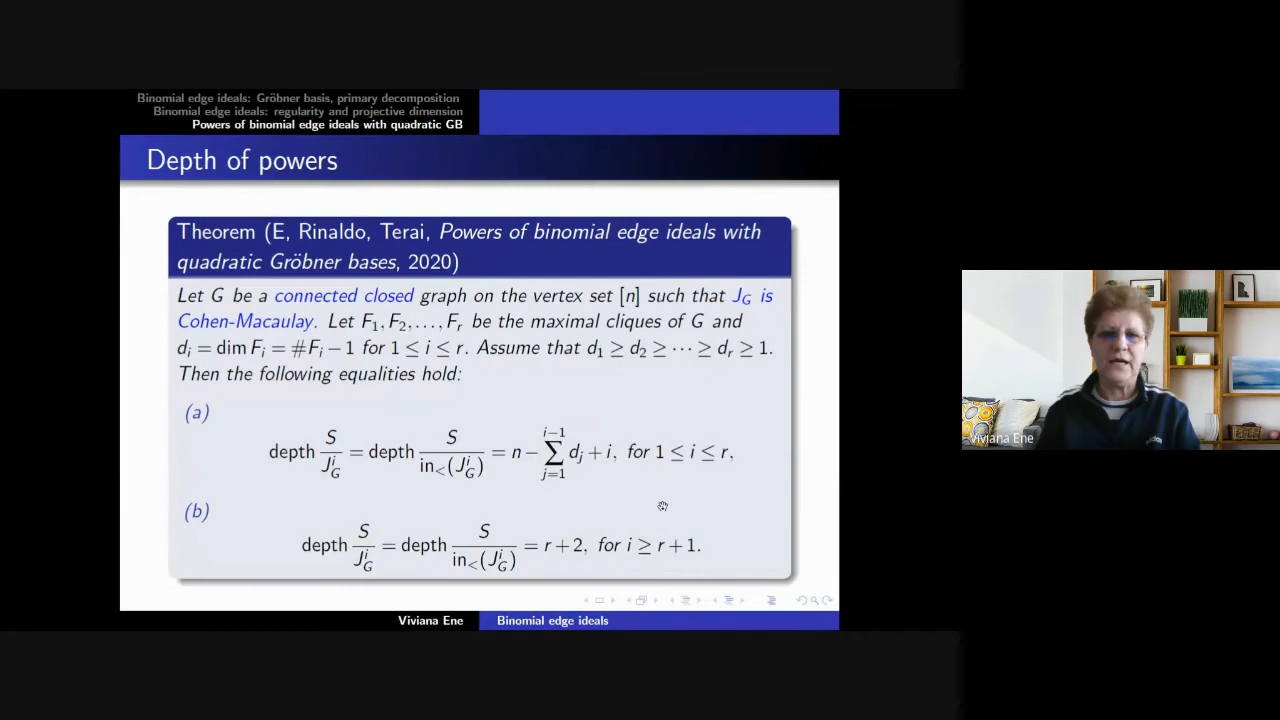 Binomial edge ideals: Gröbner basis, primary decomposition
Binomial edge ideals: regularity and projective dimension
Powers of binomial edge ideals with quadratic GB
Depth of powers
Theorem (E, Rinaldo, Terai, Powers of binomial edge ideals with
quadratic Gröbner bases, 2020)
Let G be a connected closed graph on the vertex set [n] such that J_G is
Cohen-Macaulay. Let F_1, F_2, . . . , F_r be the maximal cliques of G and
d_i = dim F_i = #F_i − 1 for 1 ≤ i ≤ r. Assume that d_1 ≥ d_2 ≥ · · · ≥ d_r ≥ 1.
Then the following equalities hold:
(a)
depth S/J_G^i = depth S/in_<(J_G^i) = n − ∑_{j=1}^{i−1} d_j + i, for 1 ≤ i ≤ r,
(b)
depth S/J_G^i = depth S/in_<(J_G^i) = r + 2, for i ≥ r + 1.
Viviana Ene
Binomial edge ideals
Viviana Ene